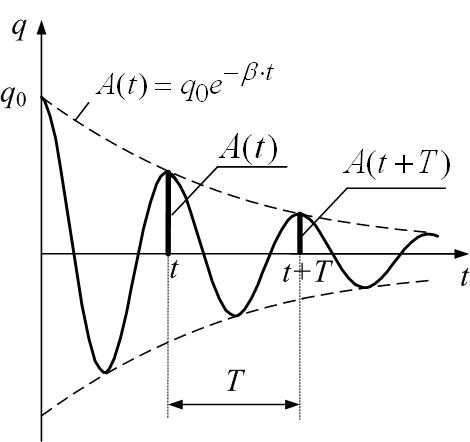 q
A(t) = q₀e^{−β·t}
q₀
A(t)
A(t+T)
t
t+T
t
T